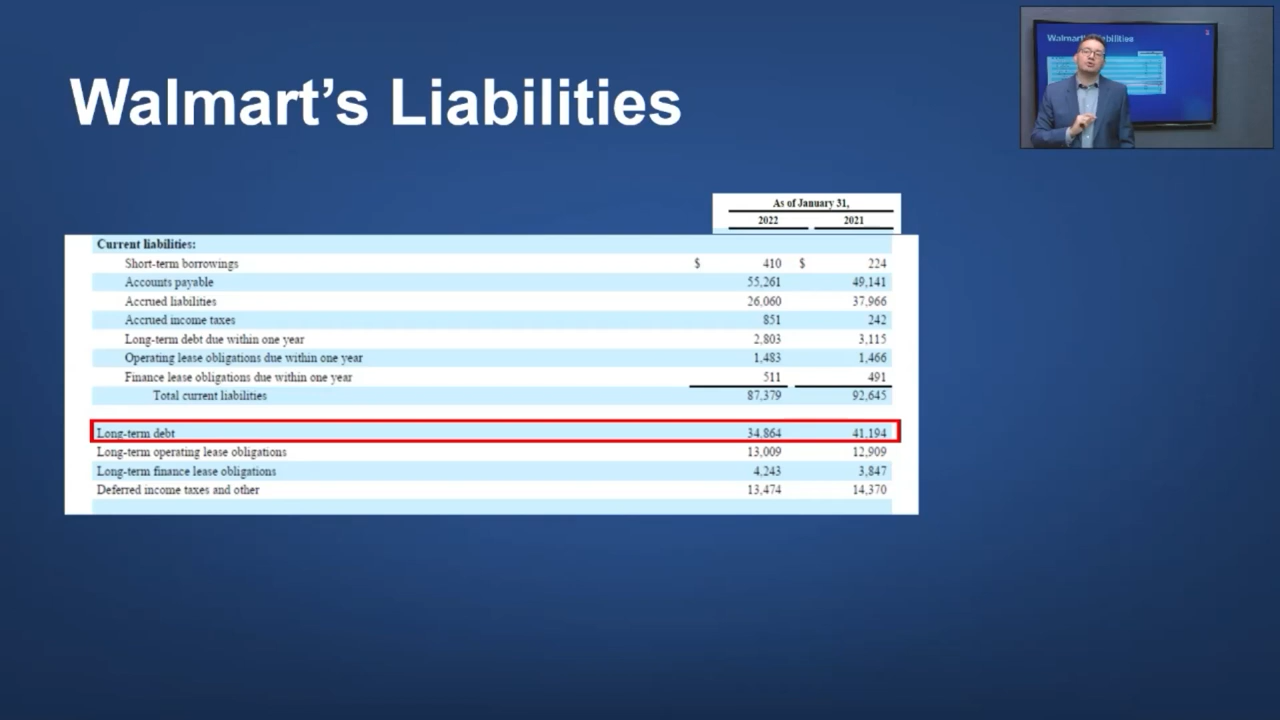 Walmart's Liabilities
As of January 31,
2022 2021
Current liabilities:
Short-term borrowings $ 410 $ 224
Accounts payable 55,261 49,141
Accrued liabilities 26,060 37,966
Accrued income taxes 851 242
Long-term debt due within one year 2,803 3,115
Operating lease obligations due within one year 1,483 1,466
Finance lease obligations due within one year 511 491
Total current liabilities 87,379 92,645
Long-term debt 34,864 41,194
Long-term operating lease obligations 13,009 12,909
Long-term finance lease obligations 4,243 3,847
Deferred income taxes and other 13,474 14,370